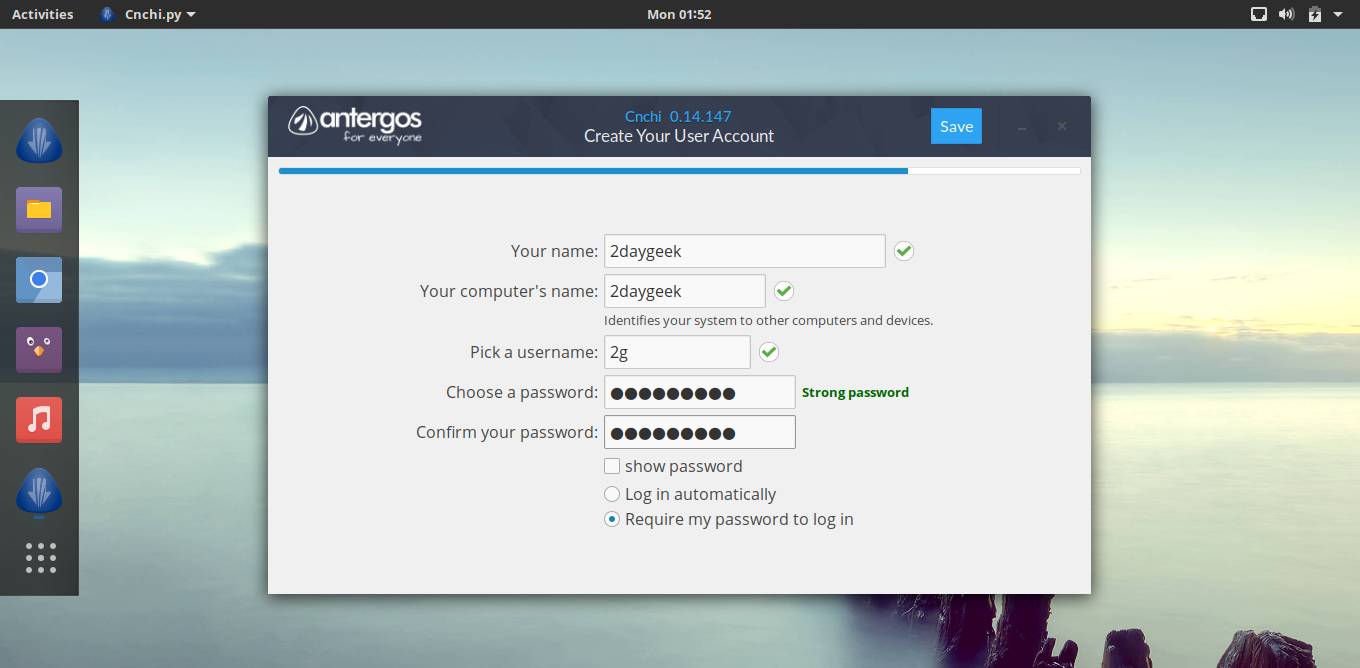 Activities
Cnchi.py
Mon 01:52
antergos
for everyone
Cnchi 0.14.147
Create Your User Account
Save
Your name: 2daygeek
Your computer's name: 2daygeek
Identifies your system to other computers and devices.
Pick a username: 2g
Choose a password: ●●●●●●●●● Strong password
Confirm your password: ●●●●●●●●●
show password
Log in automatically
Require my password to log in